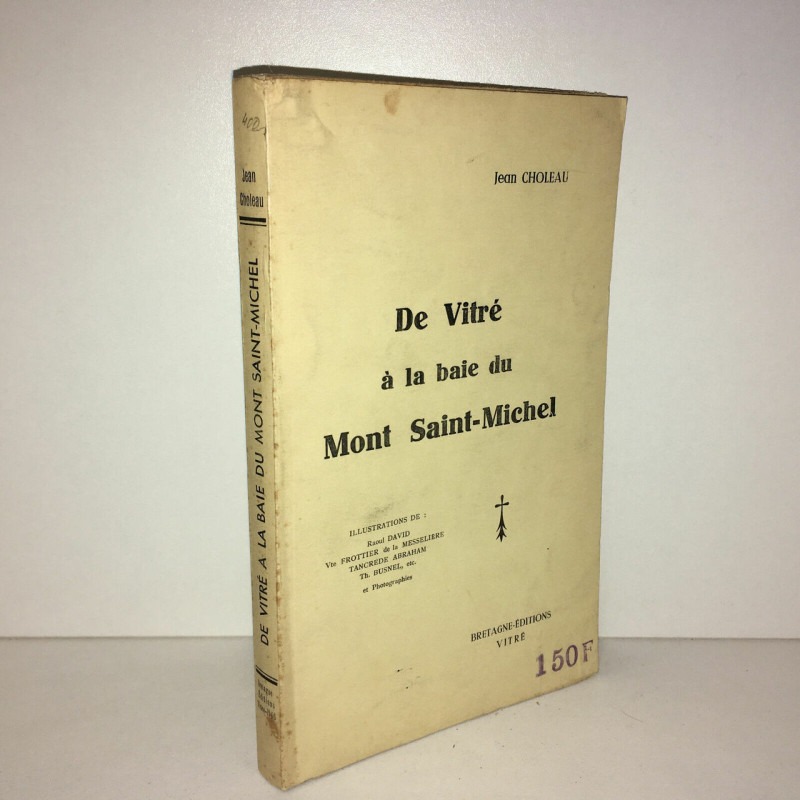 402
Jean
Choleau
DE VITRÉ A LA BAIE DU MONT SAINT-MICHEL
Jean CHOLEAU
De Vitré
à la baie du
Mont Saint-Michel
ILLUSTRATIONS DE :
Raoul DAVID
Vte FROTTIER de la MESSELIERE
TANCREDE ABRAHAM
Th. BUSNEL, etc.
et Photographies
BRETAGNE-ÉDITIONS
VITRÉ
150F